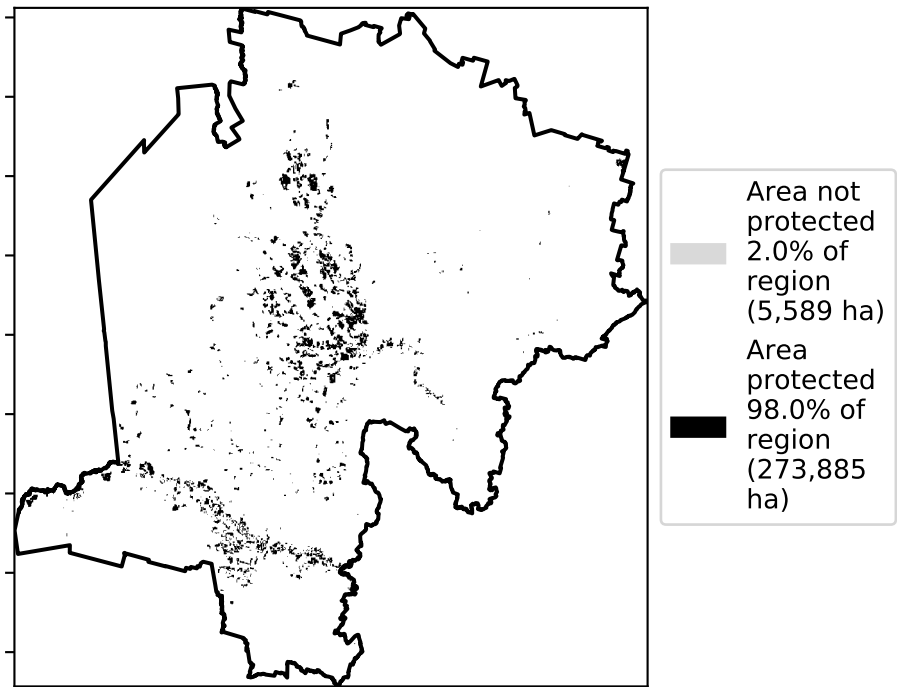 Area not
protected
2.0% of
region
(5,589 ha)
Area
protected
98.0% of
region
(273,885
ha)